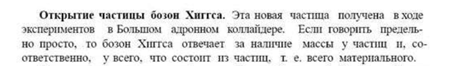 Открытие частицы бозон Хиггса. Эта новая частица получена в ходе
экспериментов в Большом адронном коллайдере. Если говорить предель-
но просто, то бозон Хиггса отвечает за наличие массы у частиц и, со-
ответственно, у всего, что состоит из частиц, т. е. всего материального.